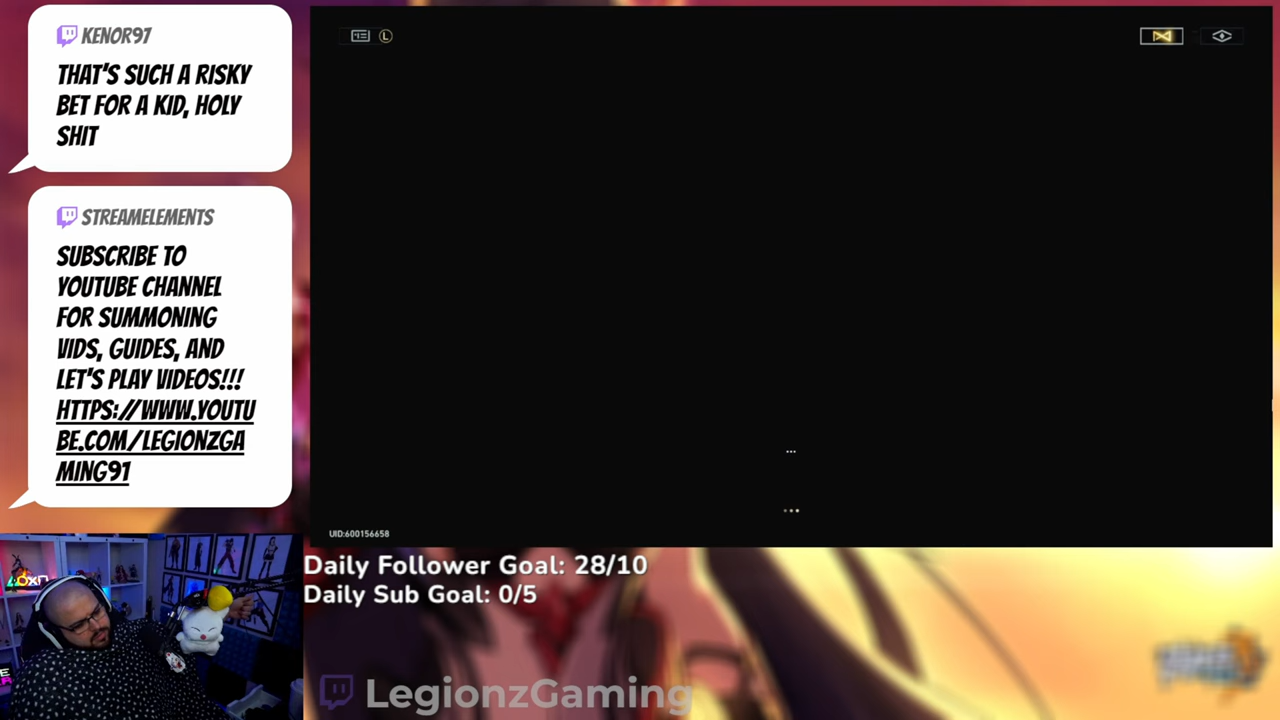 KENOR97
THAT'S SUCH A RISKY
BET FOR A KID, HOLY
SHIT
STREAMELEMENTS
SUBSCRIBE TO
YOUTUBE CHANNEL
FOR SUMMONING
VIDS, GUIDES, AND
LET'S PLAY VIDEOS!!!
HTTPS://WWW.YOUTU
BE.COM/LEGIONZGA
MING91
L
...
...
UID:600156658
Daily Follower Goal: 28/10
Daily Sub Goal: 0/5
LegionzGaming